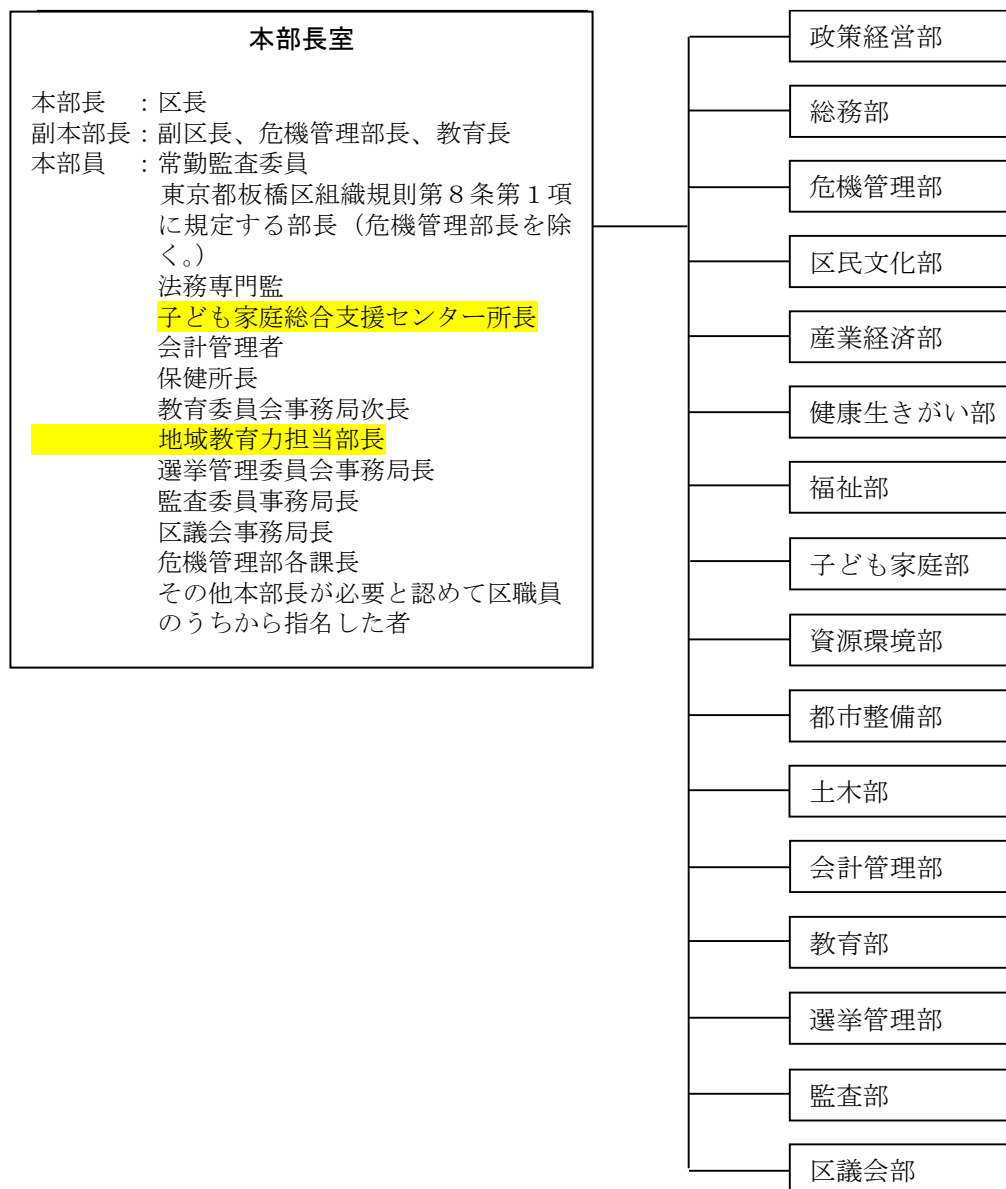 本部長室
本部長　：区長
副本部長：副区長、危機管理部長、教育長
本部員　：常勤監査委員
東京都板橋区組織規則第８条第１項
に規定する部長（危機管理部長を除
く。）
法務専門監
子ども家庭総合支援センター所長
会計管理者
保健所長
教育委員会事務局次長
地域教育力担当部長
選挙管理委員会事務局長
監査委員事務局長
区議会事務局長
危機管理部各課長
その他本部長が必要と認めて区職員
のうちから指名した者
政策経営部
総務部
危機管理部
区民文化部
産業経済部
健康生きがい部
福祉部
子ども家庭部
資源環境部
都市整備部
土木部
会計管理部
教育部
選挙管理部
監査部
区議会部